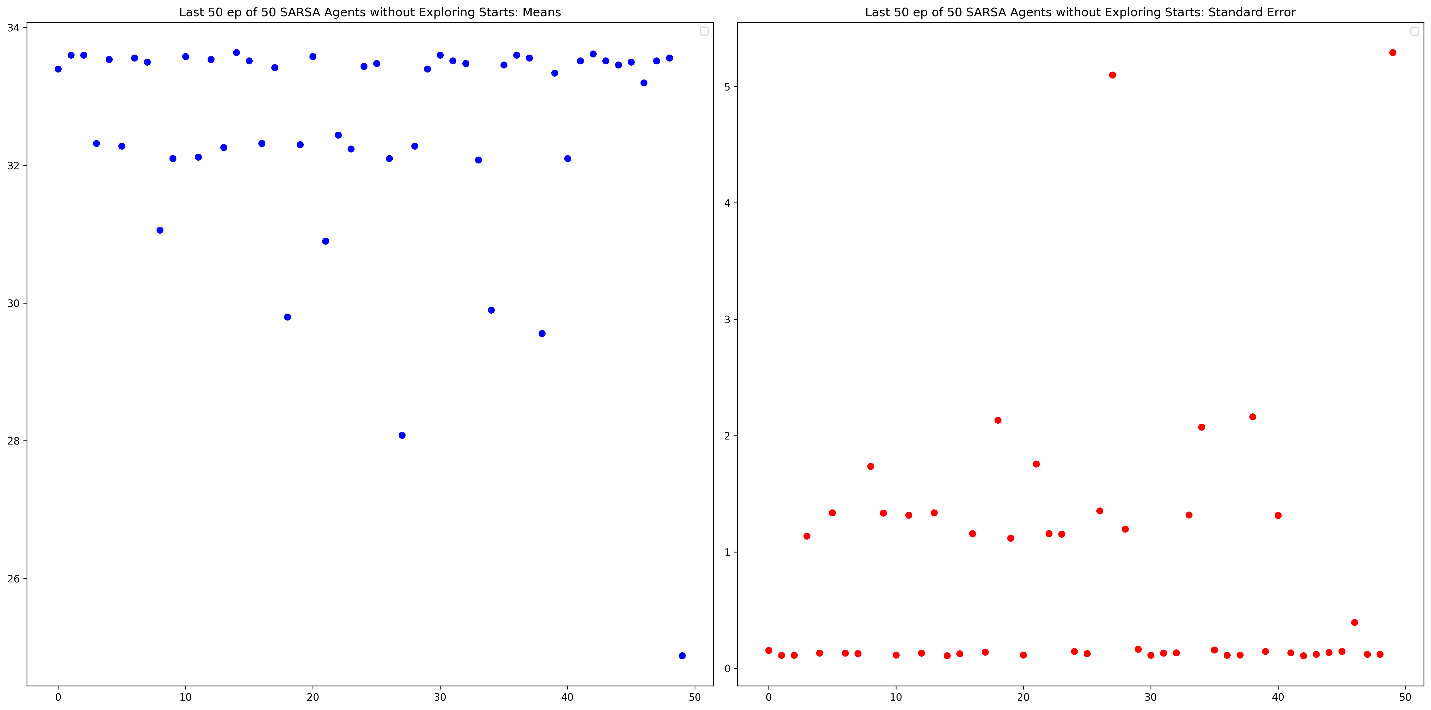 Last 50 ep of 50 SARSA Agents without Exploring Starts: Means
34
32
30
28
26
0 10 20 30 40 50
Last 50 ep of 50 SARSA Agents without Exploring Starts: Standard Error
5
4
3
2
1
0
0 10 20 30 40 50